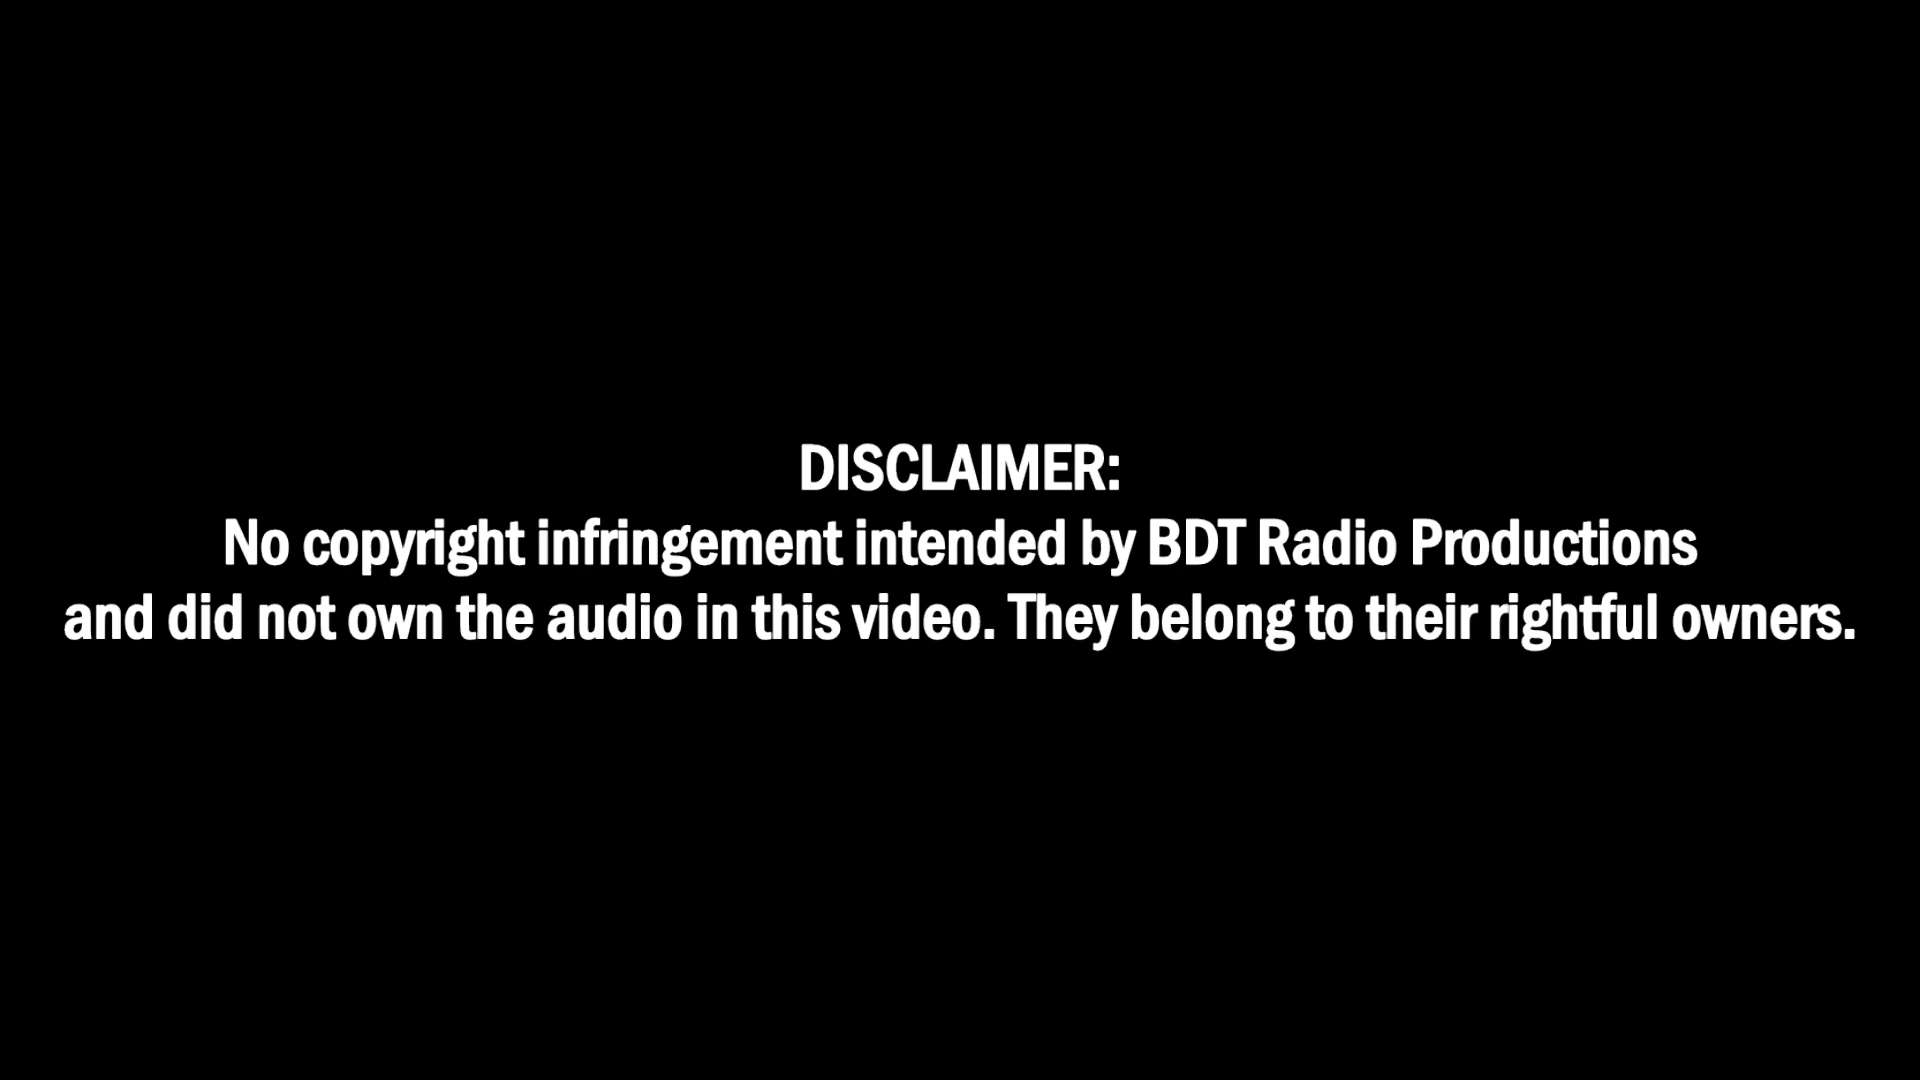 DISCLAIMER:
No copyright infringement intended by BDT Radio Productions
and did not own the audio in this video. They belong to their rightful owners.